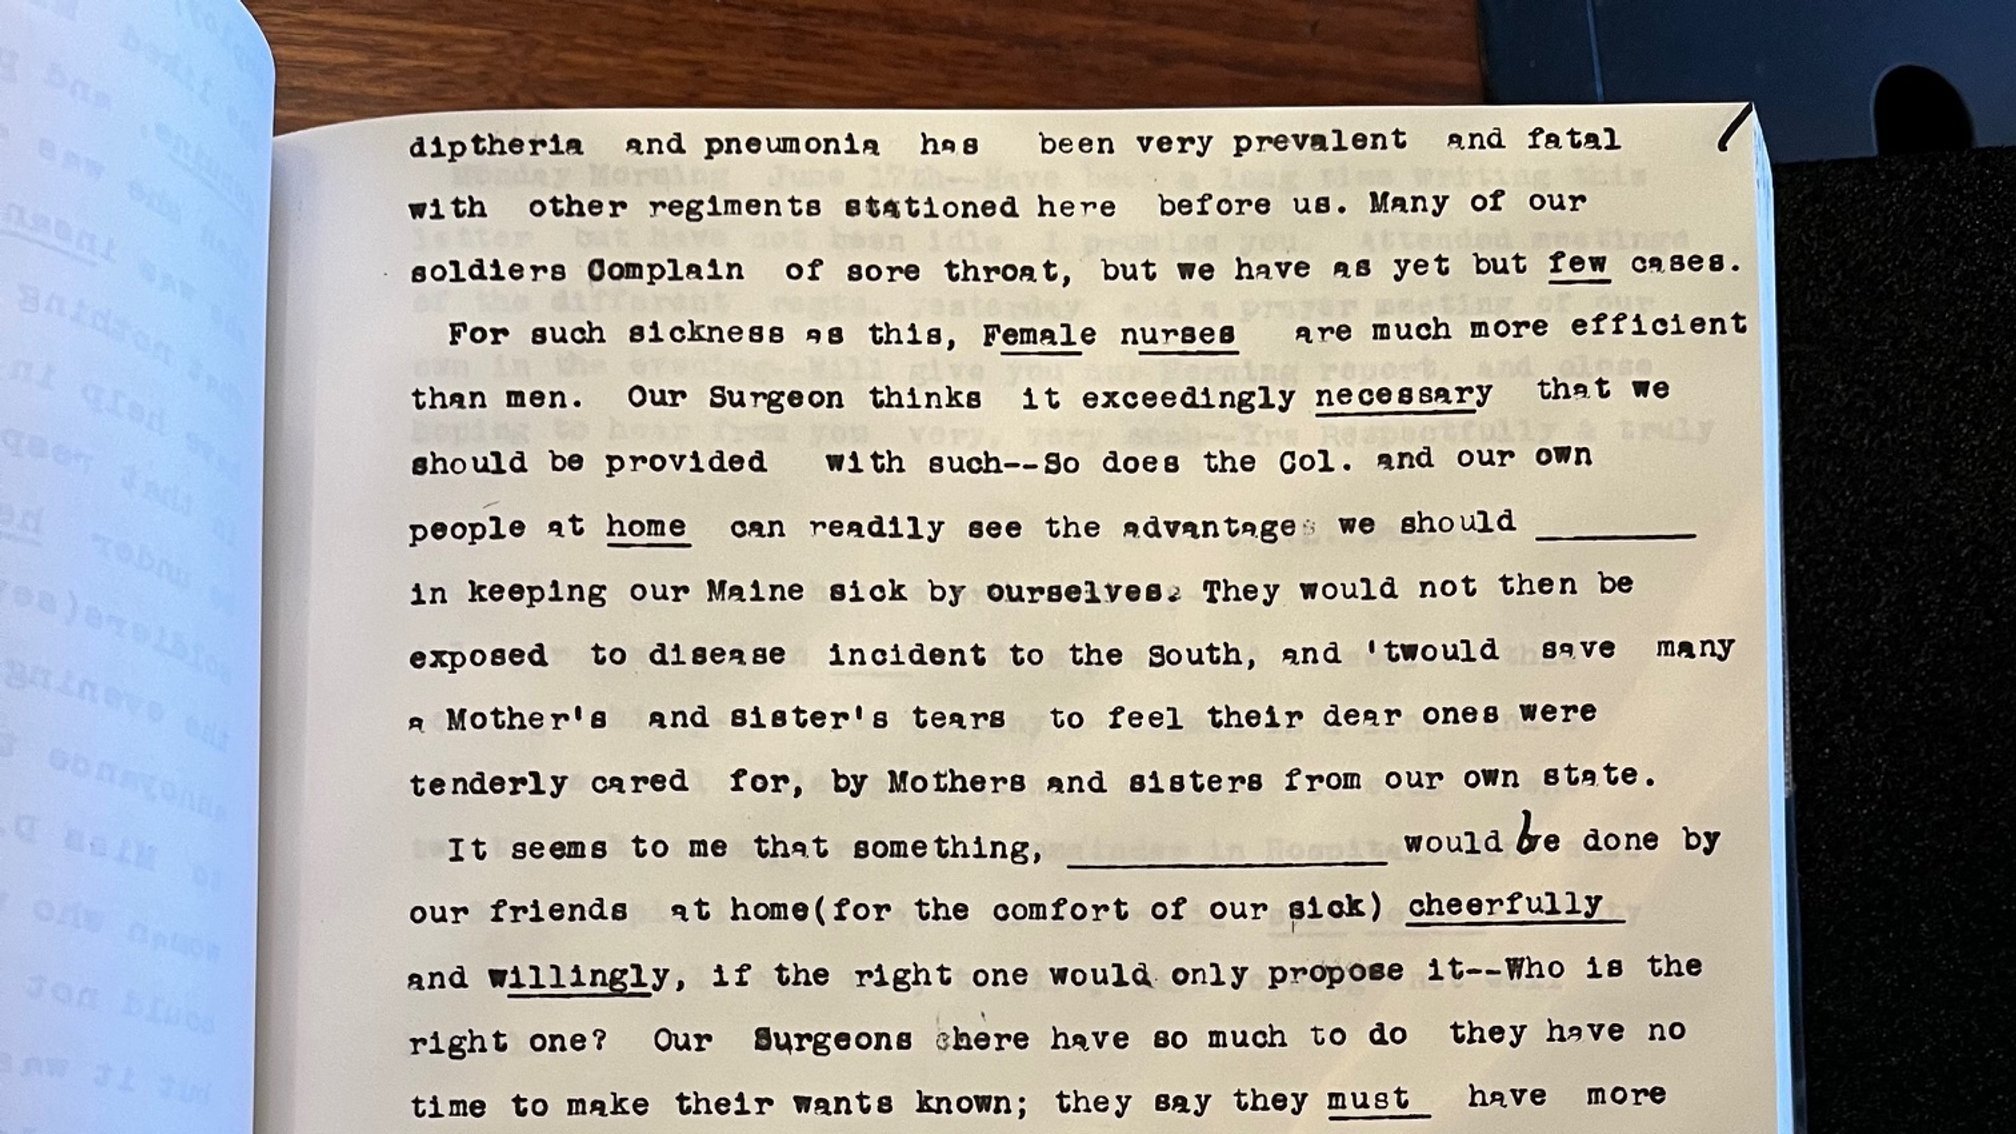 diptheria and pneumonia has been very prevalent and fatal
with other regiments stationed here before us. Many of our
soldiers Complain of sore throat, but we have as yet but few cases.
For such sickness as this, Female nurses are much more efficient
than men. Our Surgeon thinks it exceedingly necessary that we
should be provided with such--So does the Col. and our own
people at home can readily see the advantages we should ________
in keeping our Maine sick by ourselves. They would not then be
exposed to disease incident to the South, and 'twould save many
a Mother's and sister's tears to feel their dear ones were
tenderly cared for, by Mothers and sisters from our own state.
It seems to me that something, ________________ would be done by
our friends at home(for the comfort of our sick) cheerfully
and willingly, if the right one would only propose it--Who is the
right one? Our Surgeons here have so much to do they have no
time to make their wants known; they say they must have more